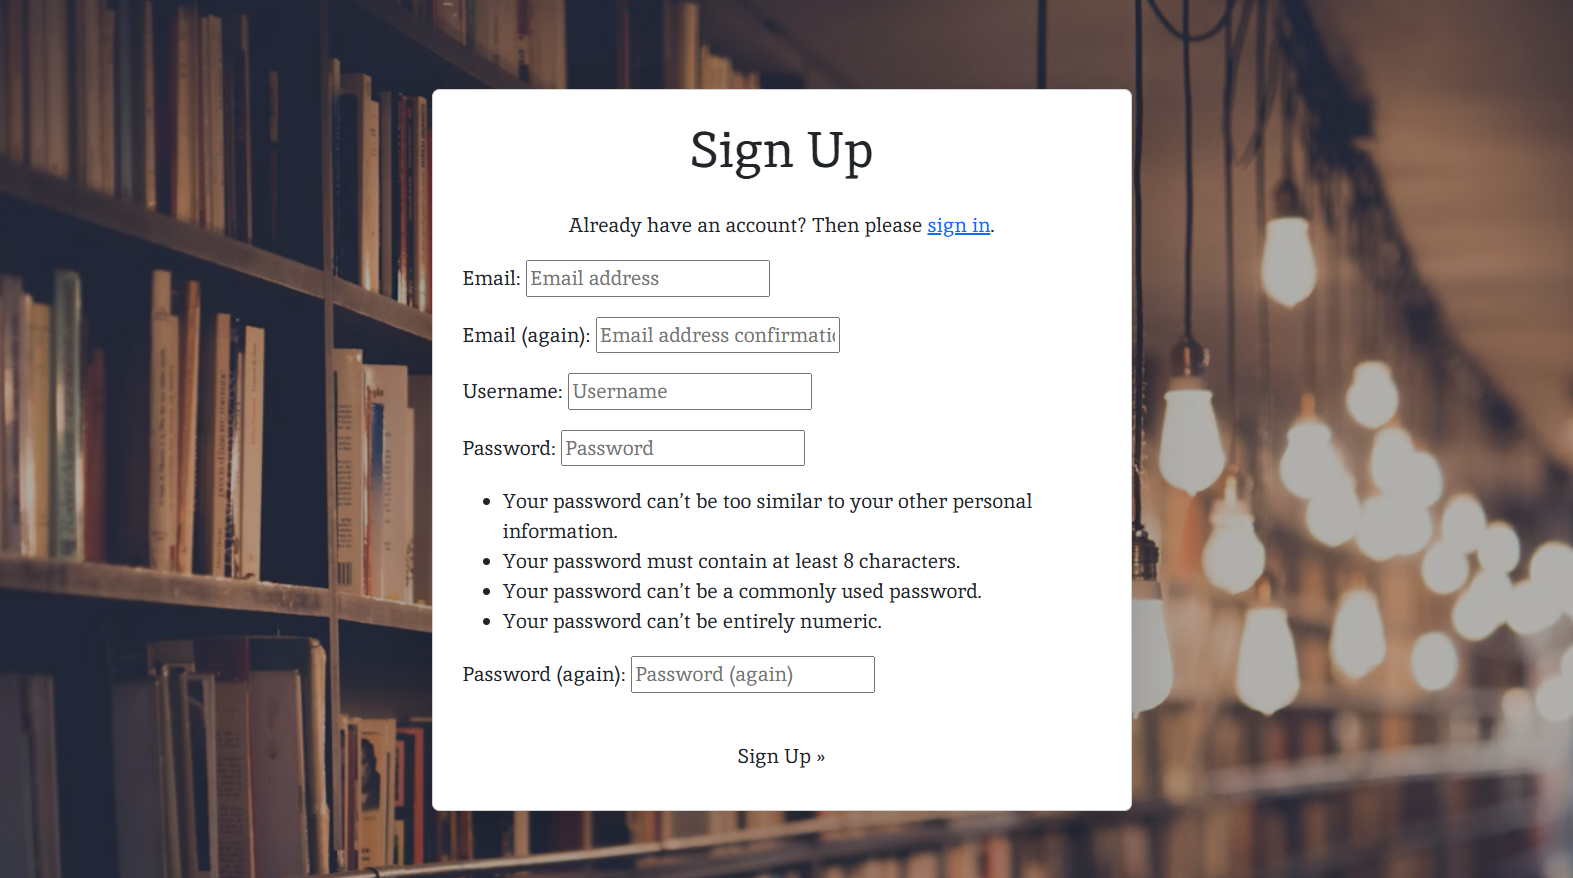 Sign Up
Already have an account? Then please sign in.
Email: Email address
Email (again): Email address confirmatic
Username: Username
Password: Password
• Your password can’t be too similar to your other personal
information.
• Your password must contain at least 8 characters.
• Your password can’t be a commonly used password.
• Your password can’t be entirely numeric.
Password (again): Password (again)
Sign Up »